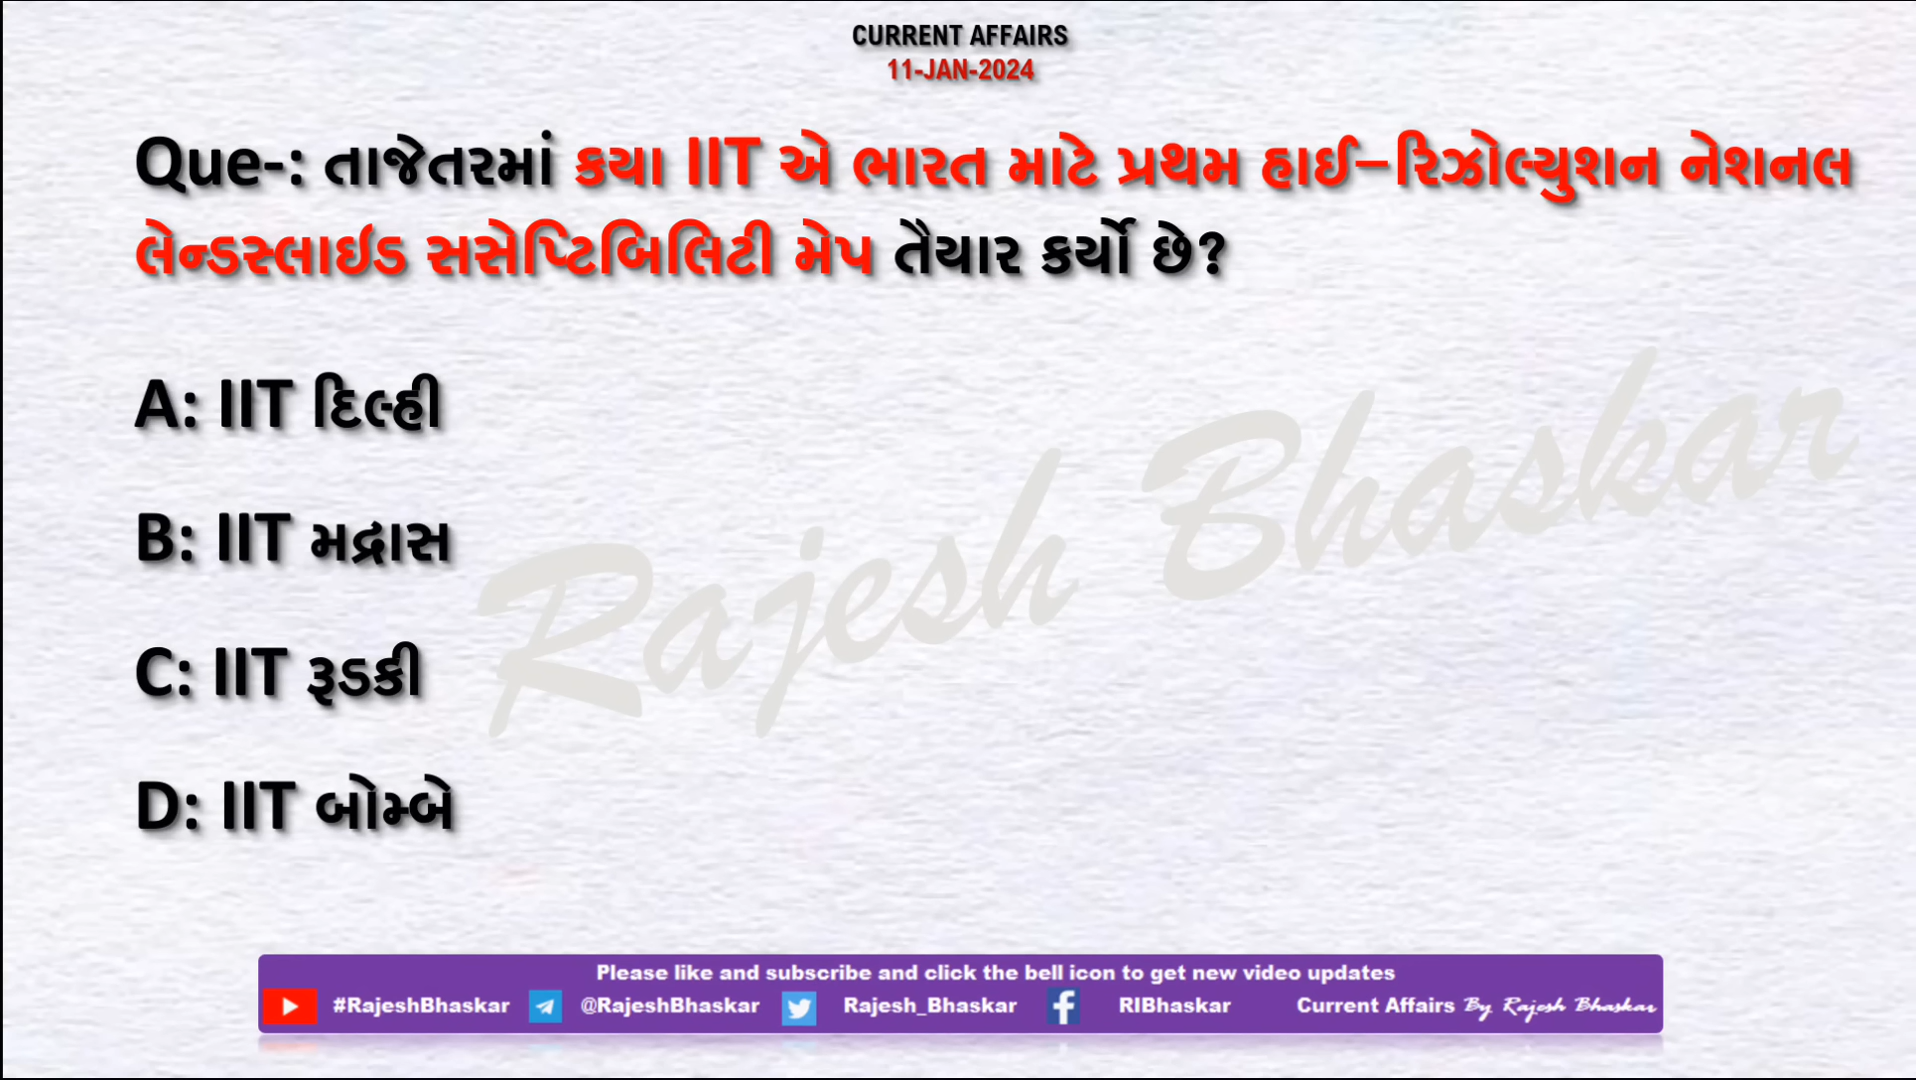 CURRENT AFFAIRS
11-JAN-2024
Que-: તાજેતરમાં કયા IIT એ ભારત માટે પ્રથમ હાઈ–રિઝોલ્યુશન નેશનલ
લેન્ડસ્લાઇડ સસેપ્ટિબિલિટી મેપ તૈયાર કર્યો છે?
A: IIT દિલ્હી
B: IIT મદ્રાસ
C: IIT રૂડકી
D: IIT બોમ્બે
Rajesh Bhaskar
Please like and subscribe and click the bell icon to get new video updates
#RajeshBhaskar @RajeshBhaskar Rajesh_Bhaskar RIBhaskar Current Affairs By Rajesh Bhaskar